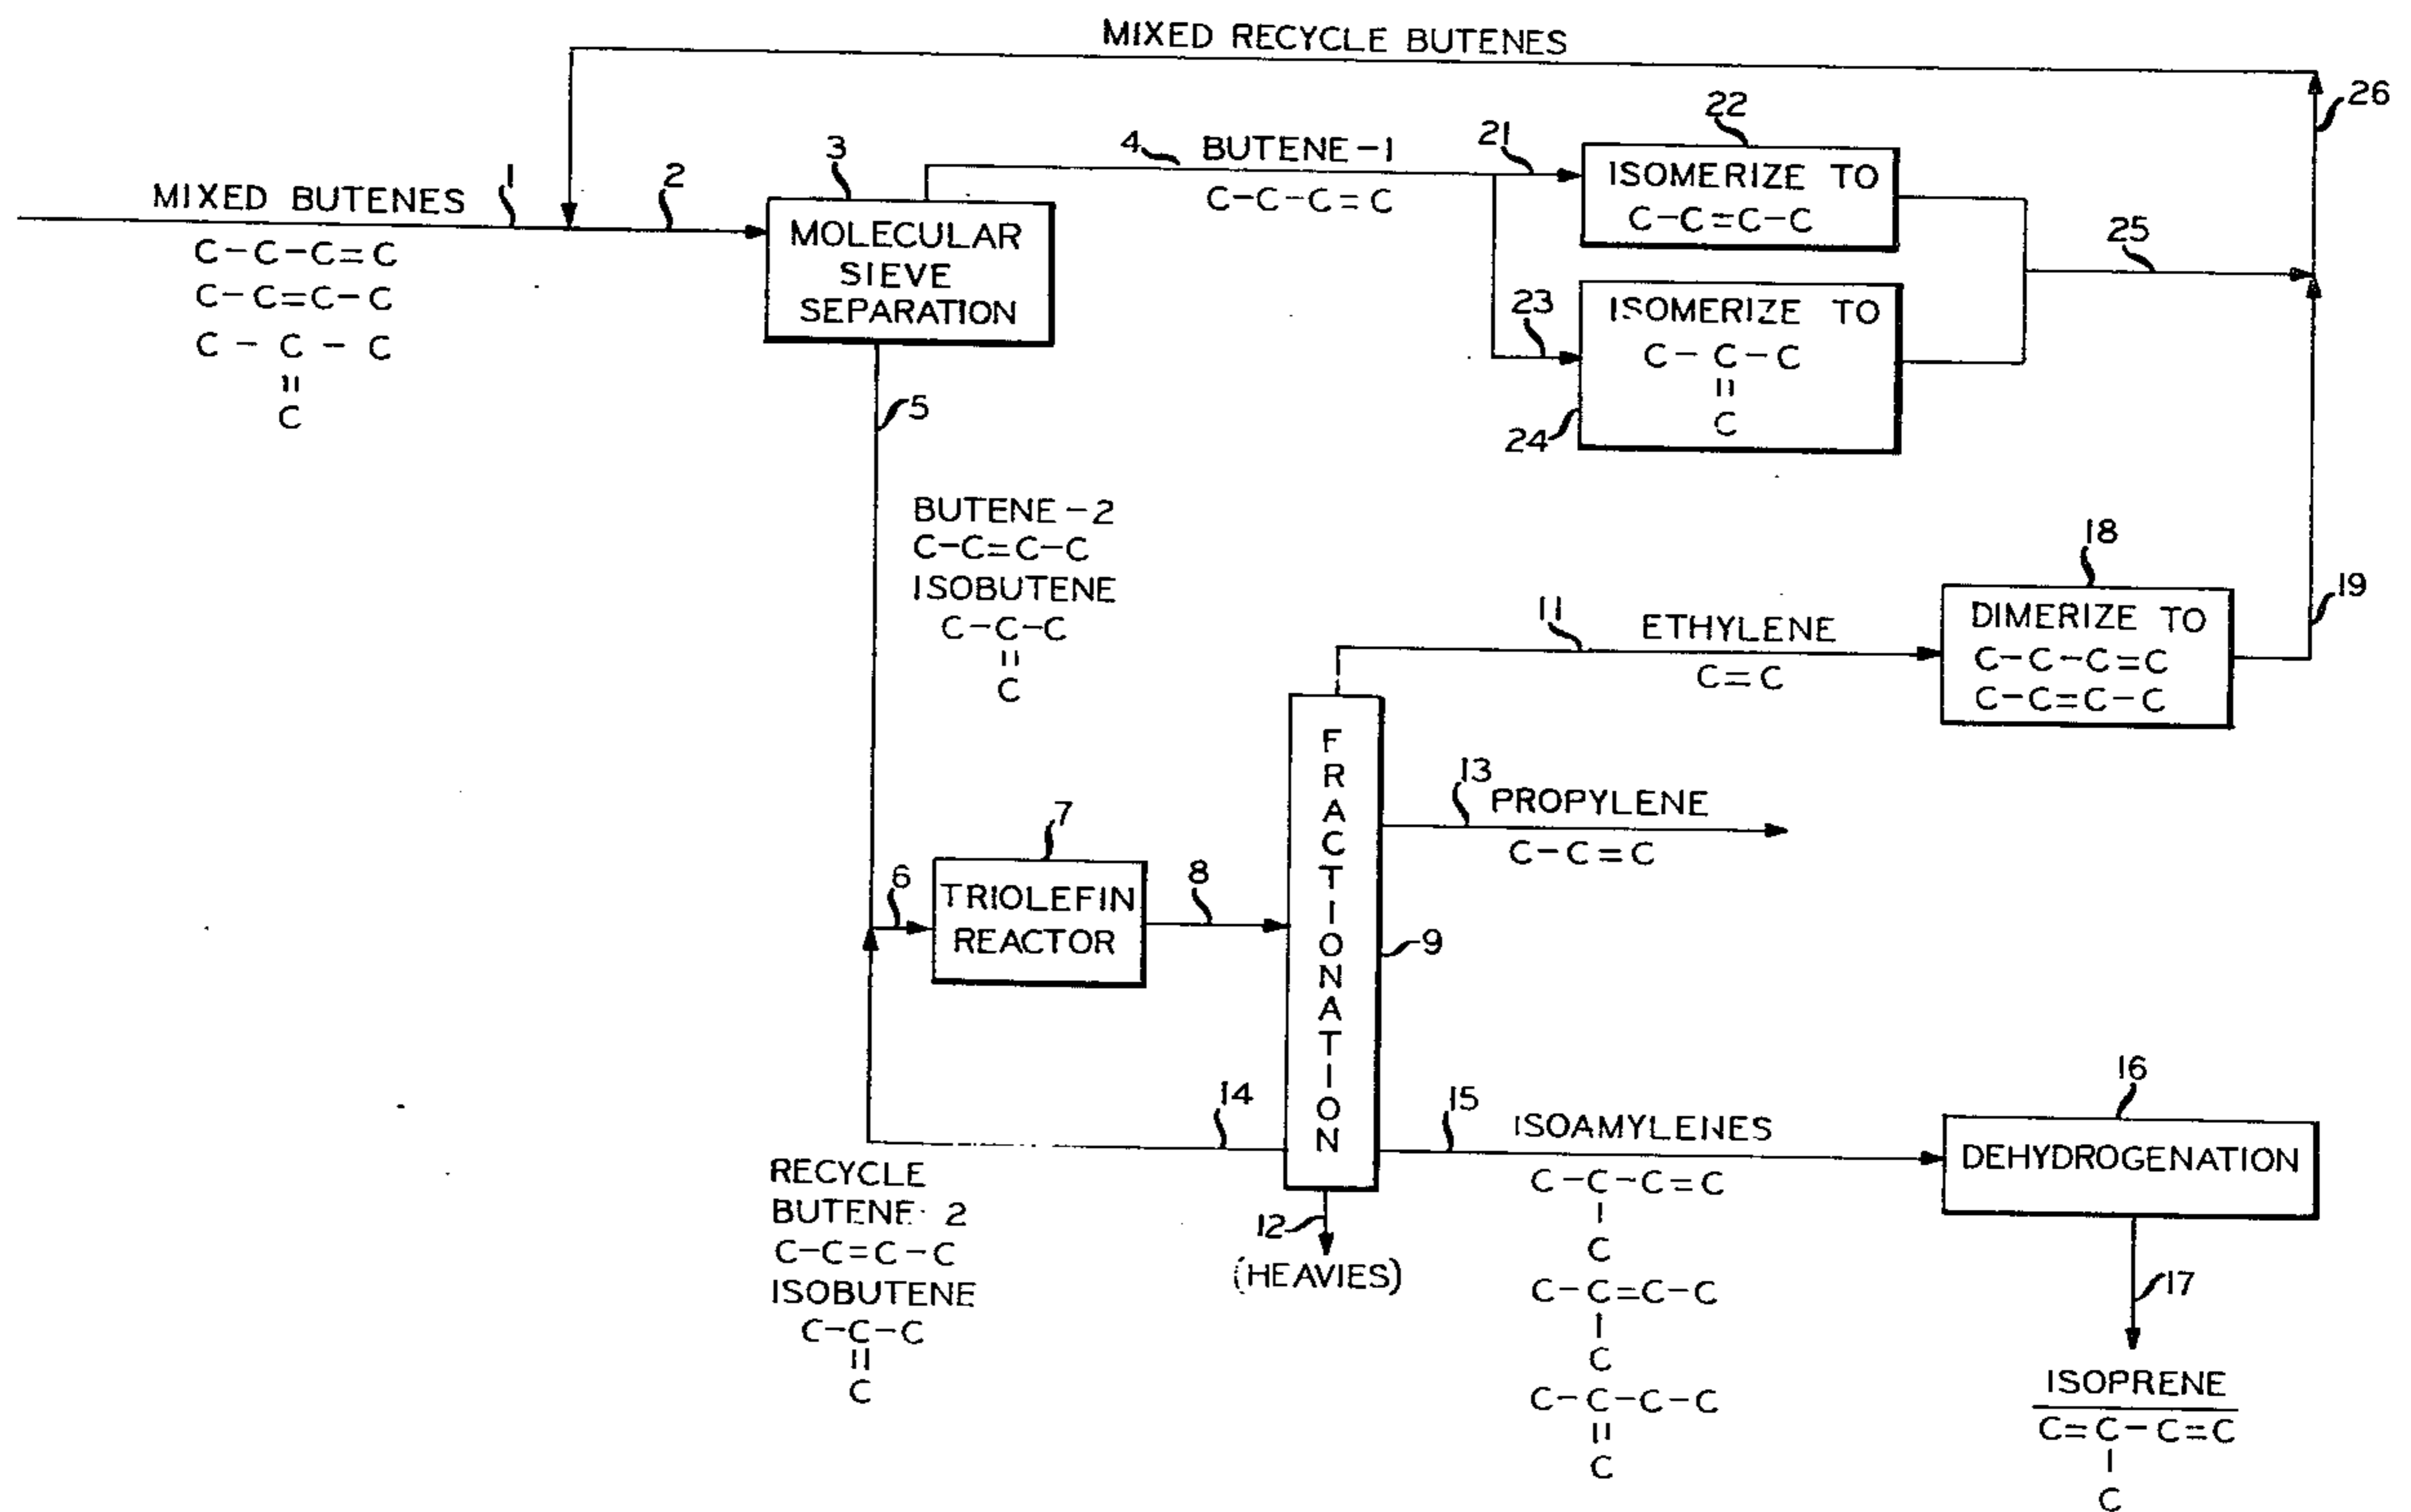 MIXED RECYCLE BUTENES
26
MIXED BUTENES
1
C-C-C=C
C-C=C-C
C-C-C
=
C
2
3
MOLECULAR
SIEVE
SEPARATION
4
BUTENE-1
C-C-C=C
21
22
ISOMERIZE TO
C-C=C-C
23
24
ISOMERIZE TO
C-C-C
=
C
25
5
BUTENE-2
C-C=C-C
ISOBUTENE
C-C-C
=
C
11
ETHYLENE
C=C
18
DIMERIZE TO
C-C-C=C
C-C=C-C
19
6
7
TRIOLEFIN
REACTOR
8
FRACTIONATION
9
13
PROPYLENE
C-C=C
14
RECYCLE
BUTENE 2
C-C=C-C
ISOBUTENE
C-C-C
=
C
12
(HEAVIES)
15
ISOAMYLENES
C-C-C=C
-
C
C-C=C-C
-
C
C-C-C-C
=
C
16
DEHYDROGENATION
17
ISOPRENE
C=C-C=C
-
C